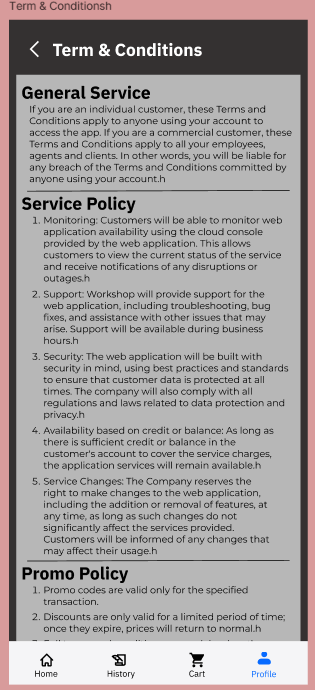 Term & Conditionsh
Term & Conditions
General Service
If you are an individual customer, these Terms and
Conditions apply to anyone using your account to
access the app. If you are a commercial customer, these
Terms and Conditions apply to all your employees,
agents and clients. In other words, you will be liable for
any breach of the Terms and Conditions committed by
anyone using your account.h
Service Policy
1. Monitoring: Customers will be able to monitor web
application availability using the cloud console
provided by the web application. This allows
customers to view the current status of the service
and receive notifications of any disruptions or
outages.h
2. Support: Workshop will provide support for the
web application, including troubleshooting, bug
fixes, and assistance with other issues that may
arise. Support will be available during business
hours.h
3. Security: The web application will be built with
security in mind, using best practices and standards
to ensure that customer data is protected at all
times. The company will also comply with all
regulations and laws related to data protection and
privacy.h
4. Availability based on credit or balance: As long as
there is sufficient credit or balance in the
customer's account to cover the service charges,
the application services will remain available.h
5. Service Changes: The Company reserves the
right to make changes to the web application,
including the addition or removal of features, at
any time, as long as such changes do not
significantly affect the services provided.
Customers will be informed of any changes that
may affect their usage.h
Promo Policy
1. Promo codes are valid only for the specified
transaction.
2. Discounts are only valid for a limited period of time;
once they expire, prices will return to normal.h
Home
History
Cart
Profile